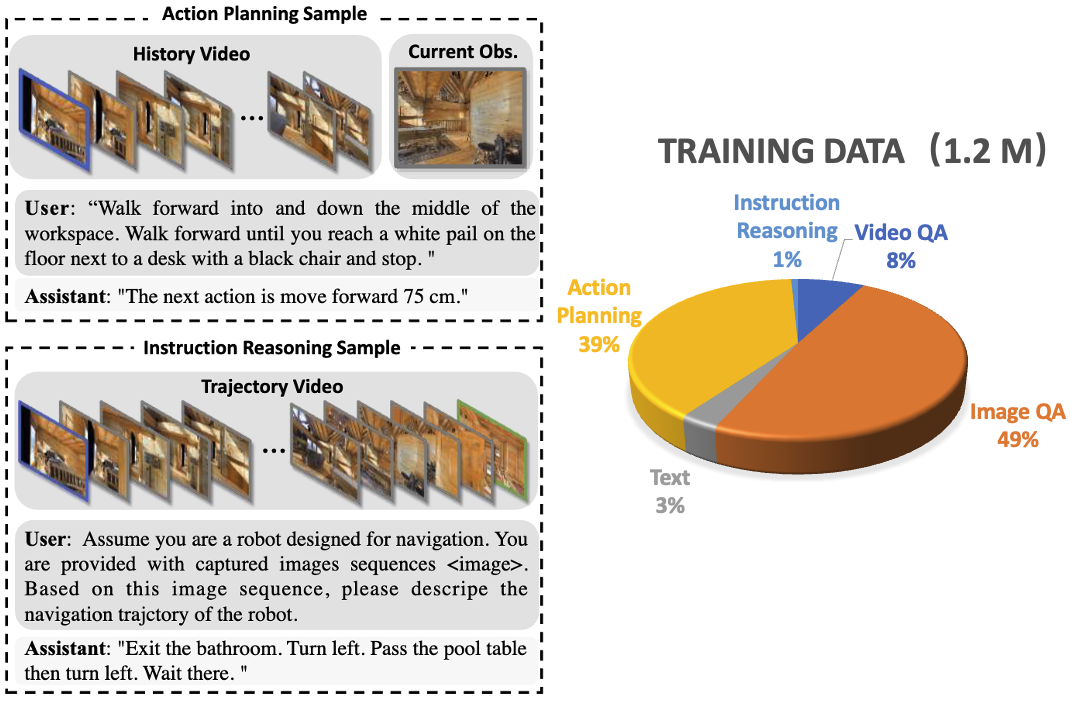 Action Planning Sample
History Video
Current Obs.
...
User: “Walk forward into and down the middle of the
workspace. Walk forward until you reach a white pail on the
floor next to a desk with a black chair and stop. "
Assistant: "The next action is move forward 75 cm."
Instruction Reasoning Sample
Trajectory Video
...
User: Assume you are a robot designed for navigation. You
are provided with captured images sequences <image>.
Based on this image sequence, please descripe the
navigation trajctory of the robot.
Assistant: "Exit the bathroom. Turn left. Pass the pool table
then turn left. Wait there. "
TRAINING DATA （1.2 M）
Instruction
Reasoning
1%
Video QA
8%
Action
Planning
39%
Image QA
49%
Text
3%